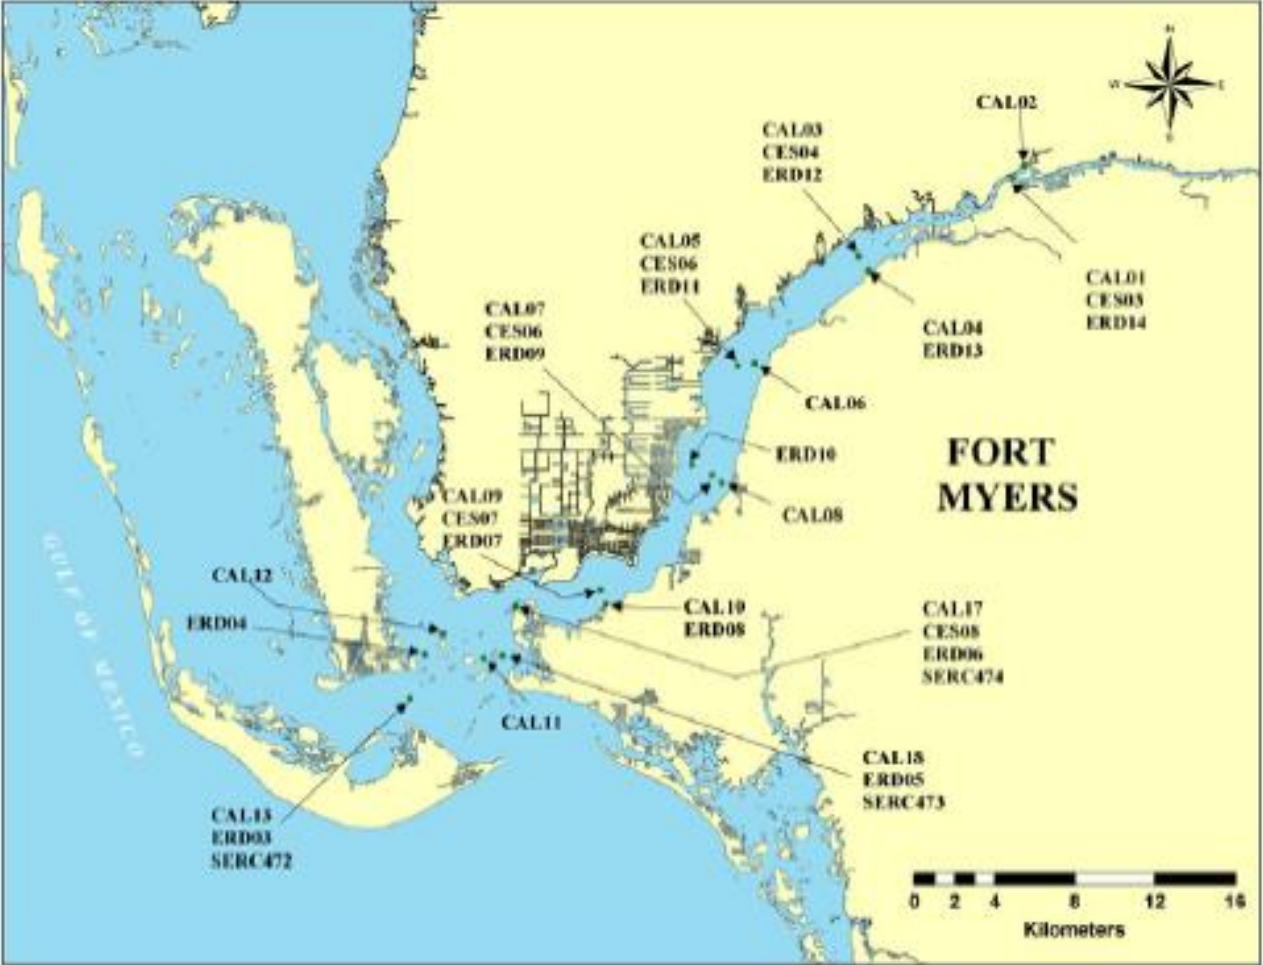 N
W
E
S
CAL02
CAL03
CES04
ERD12
CAL05
CES06
ERD11
CAL01
CES03
ERD14
CAL07
CES06
ERD09
CAL04
ERD13
CAL06
FORT
MYERS
ERD10
CAL09
CES07
ERD07
CAL08
GULF OF MEXICO
CAL12
ERD04
CAL10
ERD08
CAL17
CES08
ERD06
SERC474
CAL11
CAL18
ERD05
SERC473
CAL13
ERD03
SERC472
0 2 4 8 12 16
Kilometers